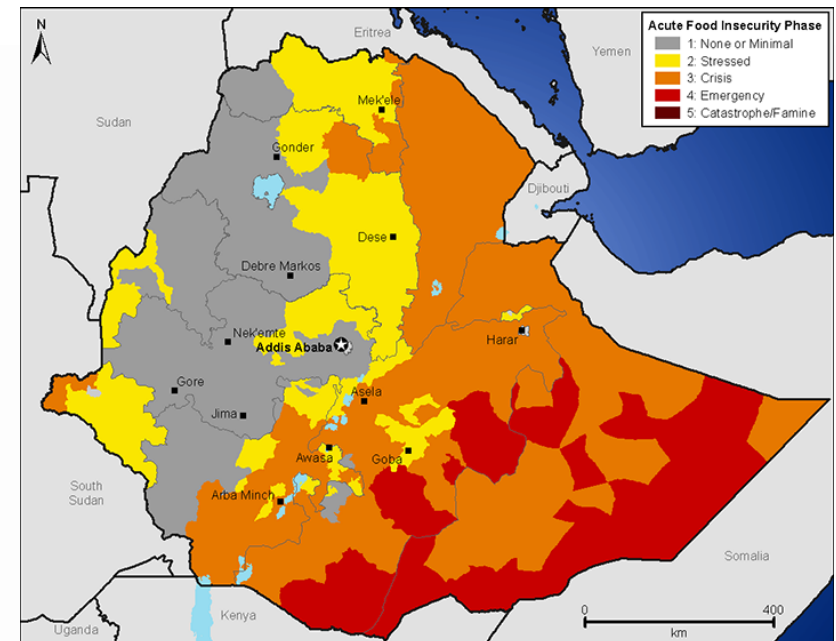 N
Eritrea
Yemen
Acute Food Insecurity Phase
1: None or Minimal
2: Stressed
3: Crisis
4: Emergency
5: Catastrophe/Famine
Mek'ele
Sudan
Gonder
Djibouti
Dese
Debre Markos
Nek'emte
Addis Ababa
Harar
Gore
Asela
Jima
Awasa
Goba
South
Sudan
Arba Minch
Somalia
Kenya
Uganda
0 400
km